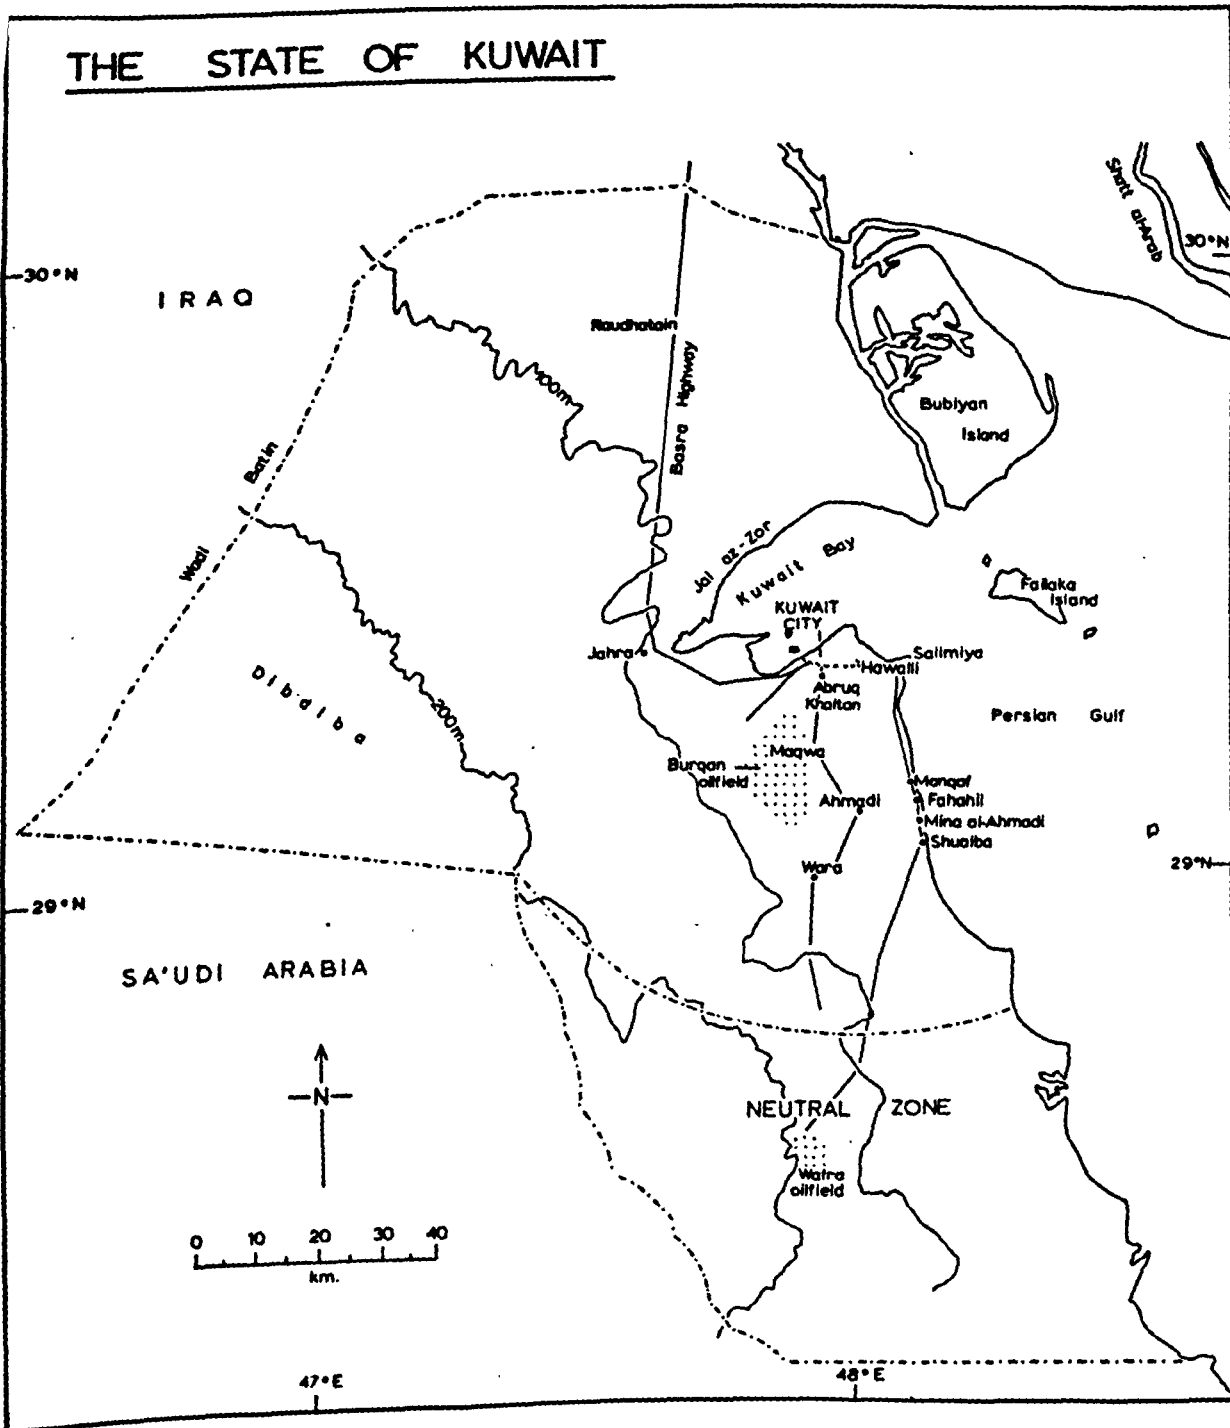 THE STATE OF KUWAIT
Shatt al-Arab
30°N
30°N
IRAQ
Raudhatain
Basra Highway
100m.
Bubiyan
Island
Batin
Wadi
Jal az-Zor
Kuwait Bay
Failaka
Island
KUWAIT
CITY
Jahra
Salimiya
Hawalli
Abruq
Khaitan
Dibdiba
200m.
Persian Gulf
Maqwa
Burqan
oilfield
Manqaf
Ahmadi
Fahahil
Mina al-Ahmadi
Shuaiba
29°N
Wara
29°N
SA'UDI ARABIA
N
NEUTRAL ZONE
Wafra
oilfield
0 10 20 30 40
km.
47°E
48°E